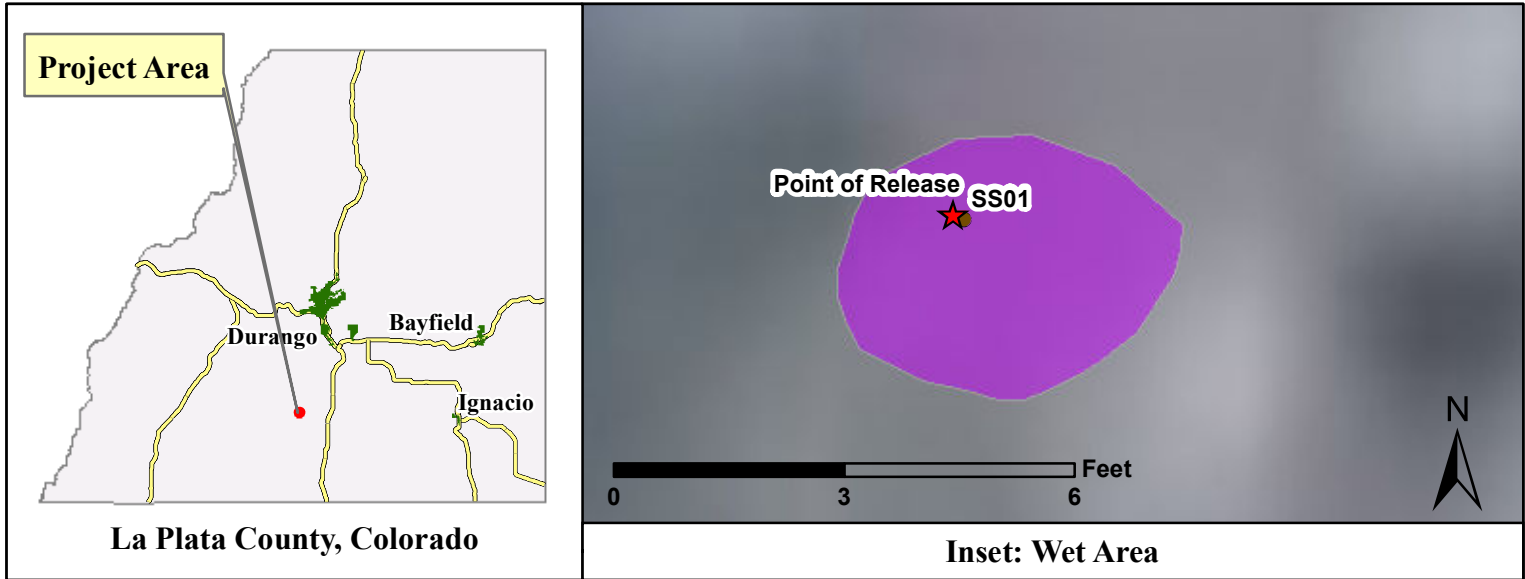 Project Area
Durango
Bayfield
Ignacio
La Plata County, Colorado
Point of Release
SS01
N
Feet
0 3 6
Inset: Wet Area